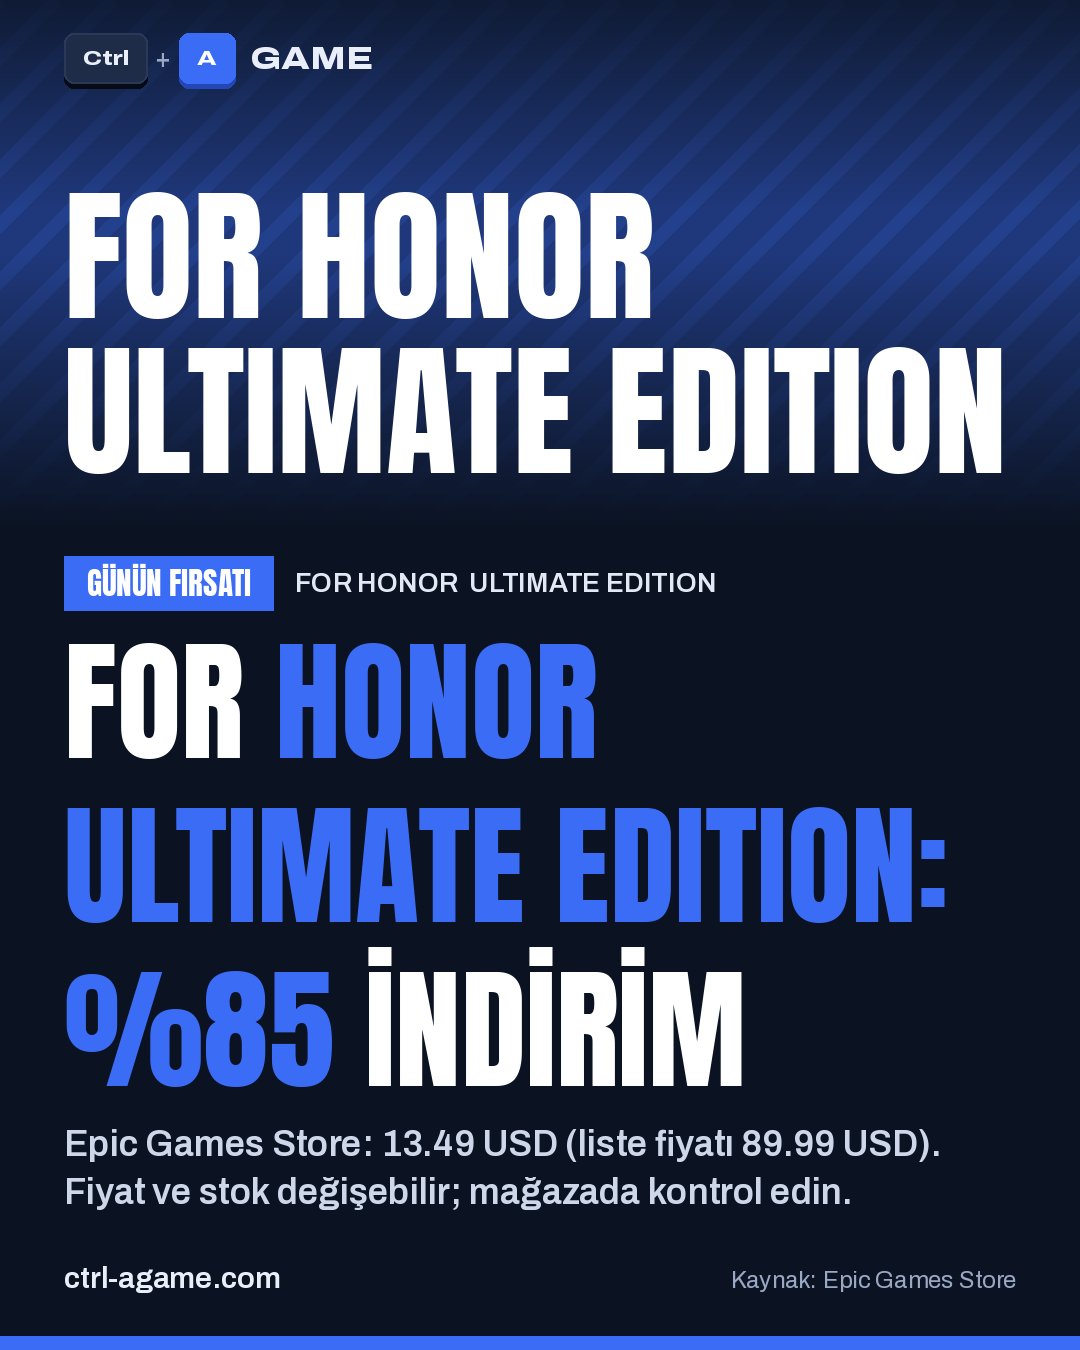 Ctrl + A GAME
FOR HONOR
ULTIMATE EDITION
GÜNÜN FIRSATI FOR HONOR ULTIMATE EDITION
FOR HONOR
ULTIMATE EDITION:
%85 İNDİRİM
Epic Games Store: 13.49 USD (liste fiyatı 89.99 USD).
Fiyat ve stok değişebilir; mağazada kontrol edin.
ctrl-agame.com Kaynak: Epic Games Store